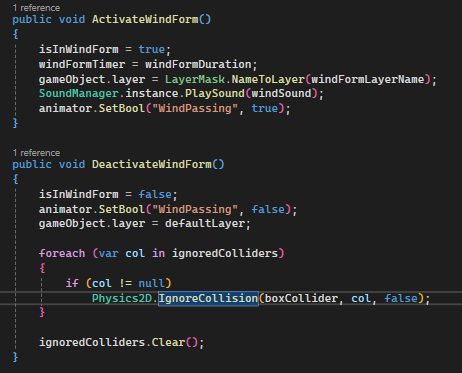 1 reference
public void ActivateWindForm()
{
isInWindForm = true;
windFormTimer = windFormDuration;
gameObject.layer = LayerMask.NameToLayer(windFormLayerName);
SoundManager.instance.PlaySound(windSound);
animator.SetBool("WindPassing", true);
}
1 reference
public void DeactivateWindForm()
{
isInWindForm = false;
animator.SetBool("WindPassing", false);
gameObject.layer = defaultLayer;
foreach (var col in ignoredColliders)
{
if (col != null)
Physics2D.IgnoreCollision(boxCollider, col, false);
}
ignoredColliders.Clear();
}